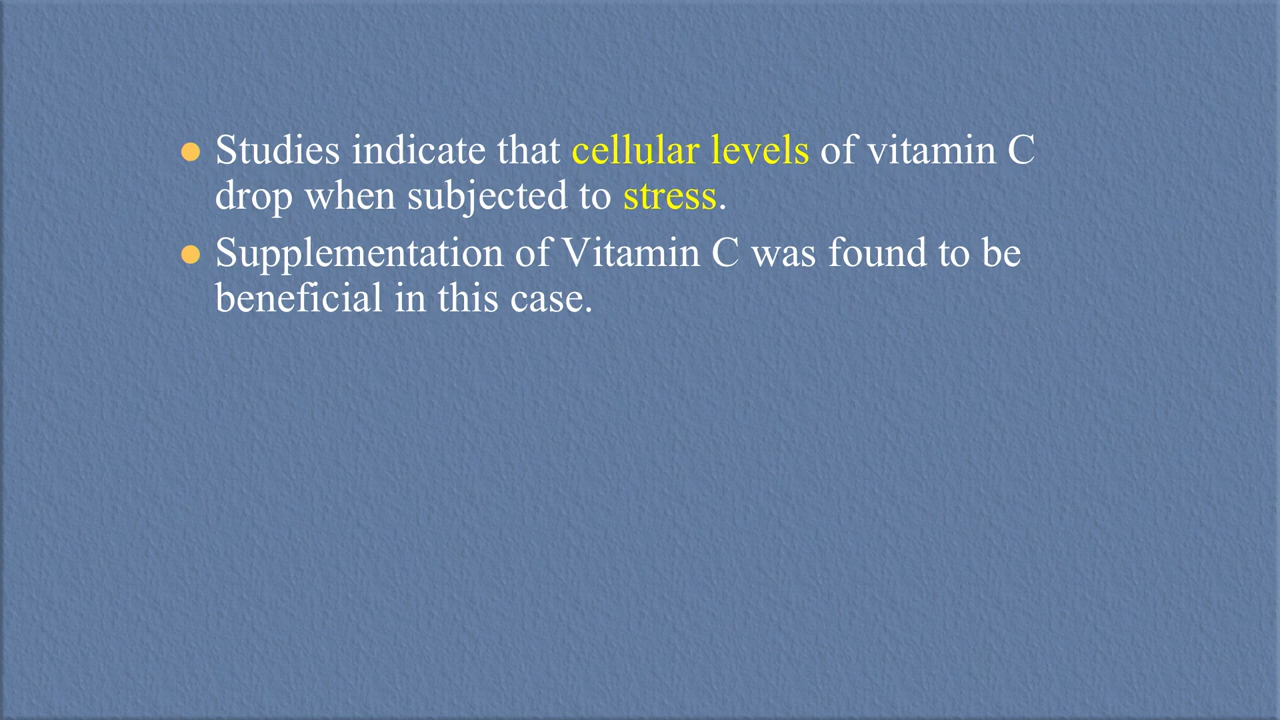 ● Studies indicate that cellular levels of vitamin C
drop when subjected to stress.
● Supplementation of Vitamin C was found to be
beneficial in this case.